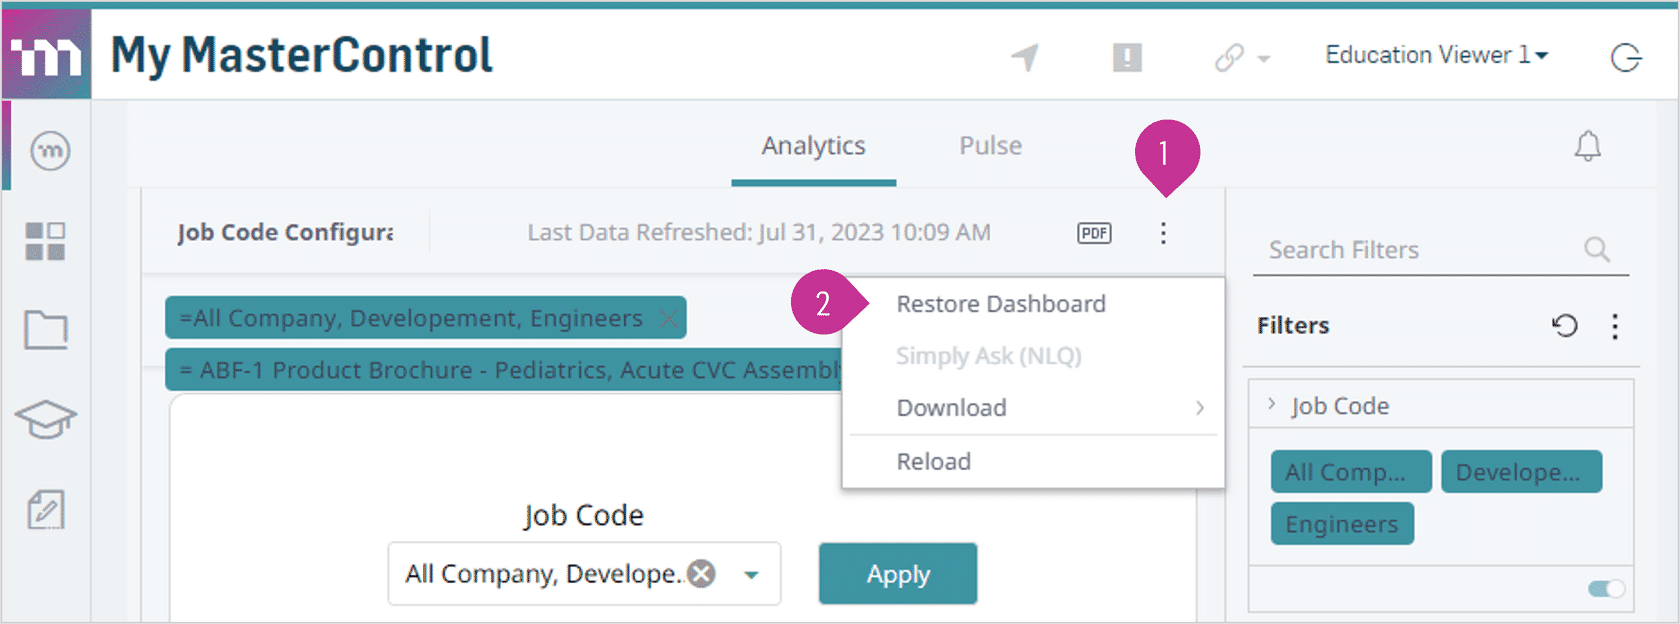 My MasterControl
Education Viewer 1
Analytics
Pulse
1
Job Code Configura
Last Data Refreshed: Jul 31, 2023 10:09 AM
PDF
Search Filters
2
Restore Dashboard
Simply Ask (NLQ)
Download
Reload
=All Company, Developement, Engineers
= ABF-1 Product Brochure - Pediatrics, Acute CVC Assembly
Filters
Job Code
All Comp...
Develope...
Engineers
Job Code
All Company, Develope..
Apply